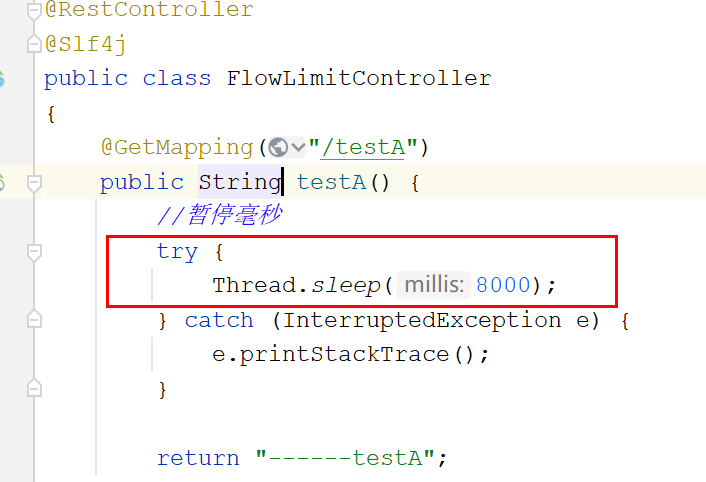 @RestController
@Slf4j
public class FlowLimitController
{
@GetMapping("/testA")
public String testA() {
//暂停毫秒
try {
Thread.sleep( millis: 8000);
} catch (InterruptedException e) {
e.printStackTrace();
}
return "------testA";